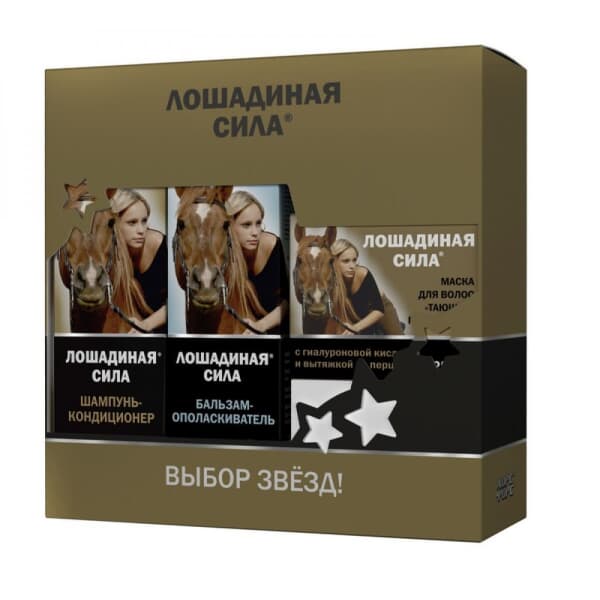 ЛОШАДИНАЯ
СИЛА®
ЛОШАДИНАЯ®
СИЛА
ШАМПУНЬ-
КОНДИЦИОНЕР
ЛОШАДИНАЯ®
СИЛА
БАЛЬЗАМ-
ОПОЛАСКИВАТЕЛЬ
ЛОШАДИНАЯ
СИЛА®
МАСКА
ДЛЯ ВОЛОС
с гиалуроновой
и вытяжкой
ВЫБОР ЗВЁЗД!